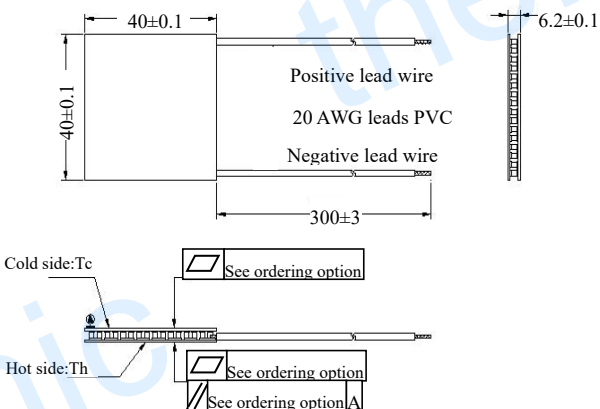 40±0.1
6.2±0.1
40±0.1
Positive lead wire
20 AWG leads PVC
Negative lead wire
300±3
Cold side:Tc
See ordering option
Hot side:Th
See ordering option
See ordering option A